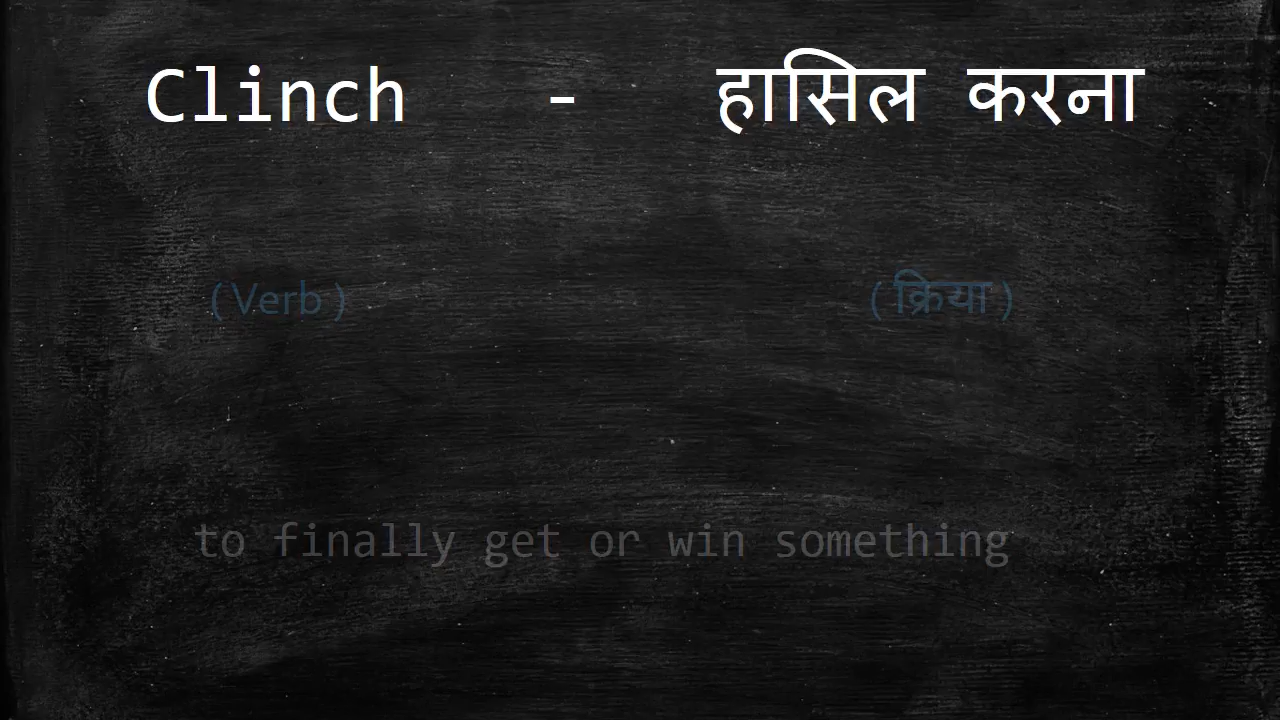 Clinch - हासिल करना
(Verb) (क्रिया)
to finally get or win something